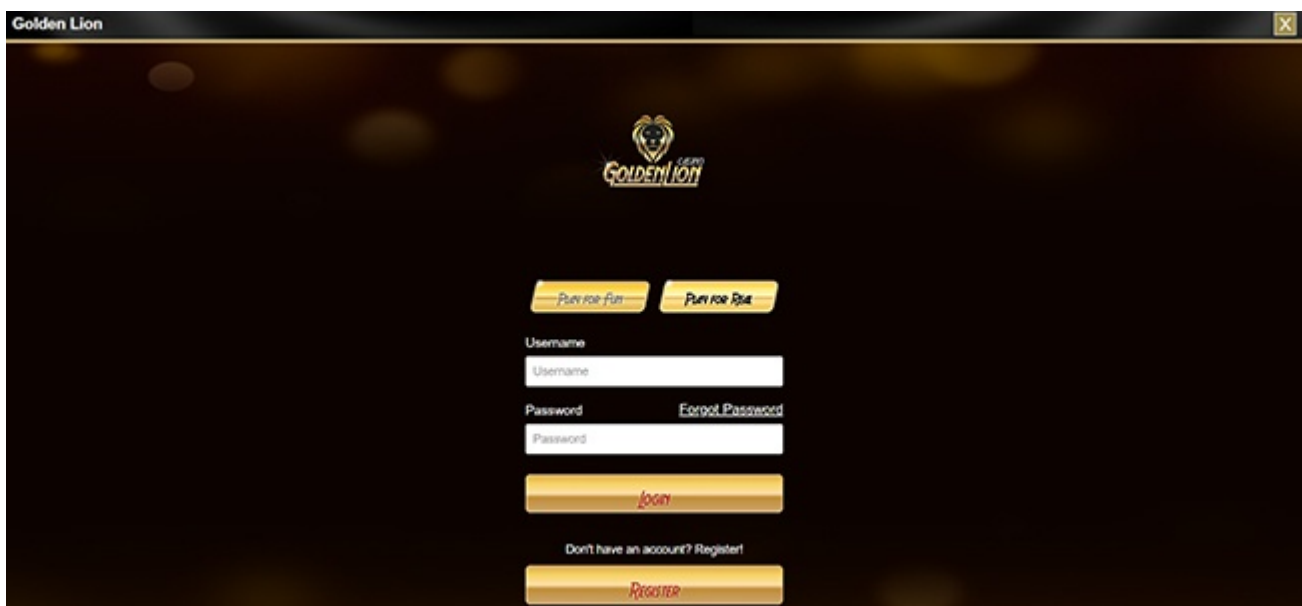 Golden Lion
X
CASINO
GOLDEN LION
PLAY FOR FUN
PLAY FOR REAL
Username
Username
Password
Forgot Password
Password
LOGIN
Don't have an account? Register!
REGISTER